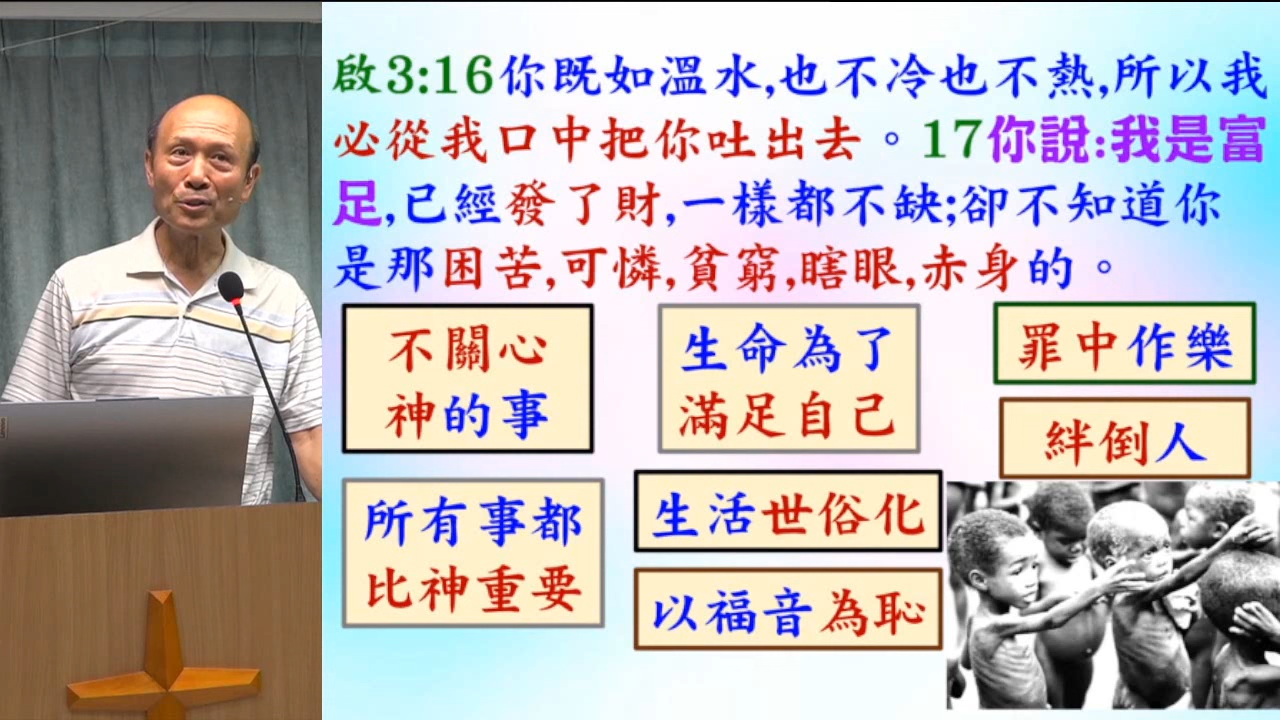 啟3:16你既如溫水,也不冷也不熱,所以我
必從我口中把你吐出去。17你說:我是富
足,已經發了財,一樣都不缺;卻不知道你
是那困苦,可憐,貧窮,瞎眼,赤身的。
不關心
神的事
生命為了
滿足自己
罪中作樂
絆倒人
所有事都
比神重要
生活世俗化
以福音為恥
Lenovo